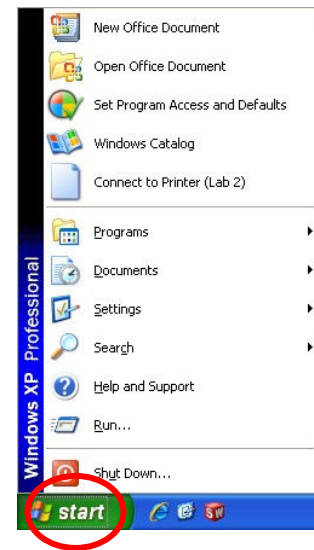 New Office Document
Open Office Document
Set Program Access and Defaults
Windows Catalog
Connect to Printer (Lab 2)
Programs
Documents
Settings
Search
Help and Support
Run...
Shut Down...
Windows XP Professional
start
SW